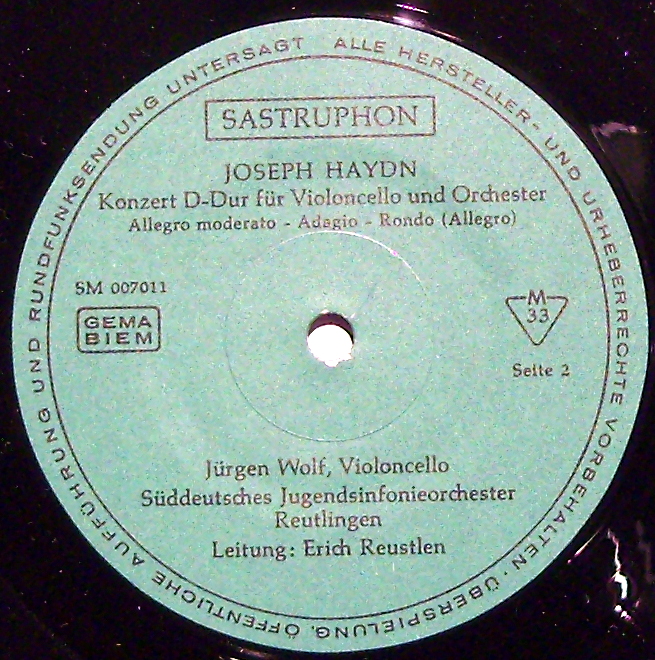 ALLE HERSTELLER- UND URHEBERRECHTE VORBEHALTEN · ÜBERSPIELUNG, ÖFFENTLICHE AUFFÜHRUNG UND RUNDFUNKSENDUNG UNTERSAGT
SASTRUPHON
JOSEPH HAYDN
Konzert D-Dur für Violoncello und Orchester
Allegro moderato - Adagio - Rondo (Allegro)
SM 007011
GEMA
BIEM
M
33
Seite 2
Jürgen Wolf, Violoncello
Süddeutsches Jugendsinfonieorchester
Reutlingen
Leitung: Erich Reustlen